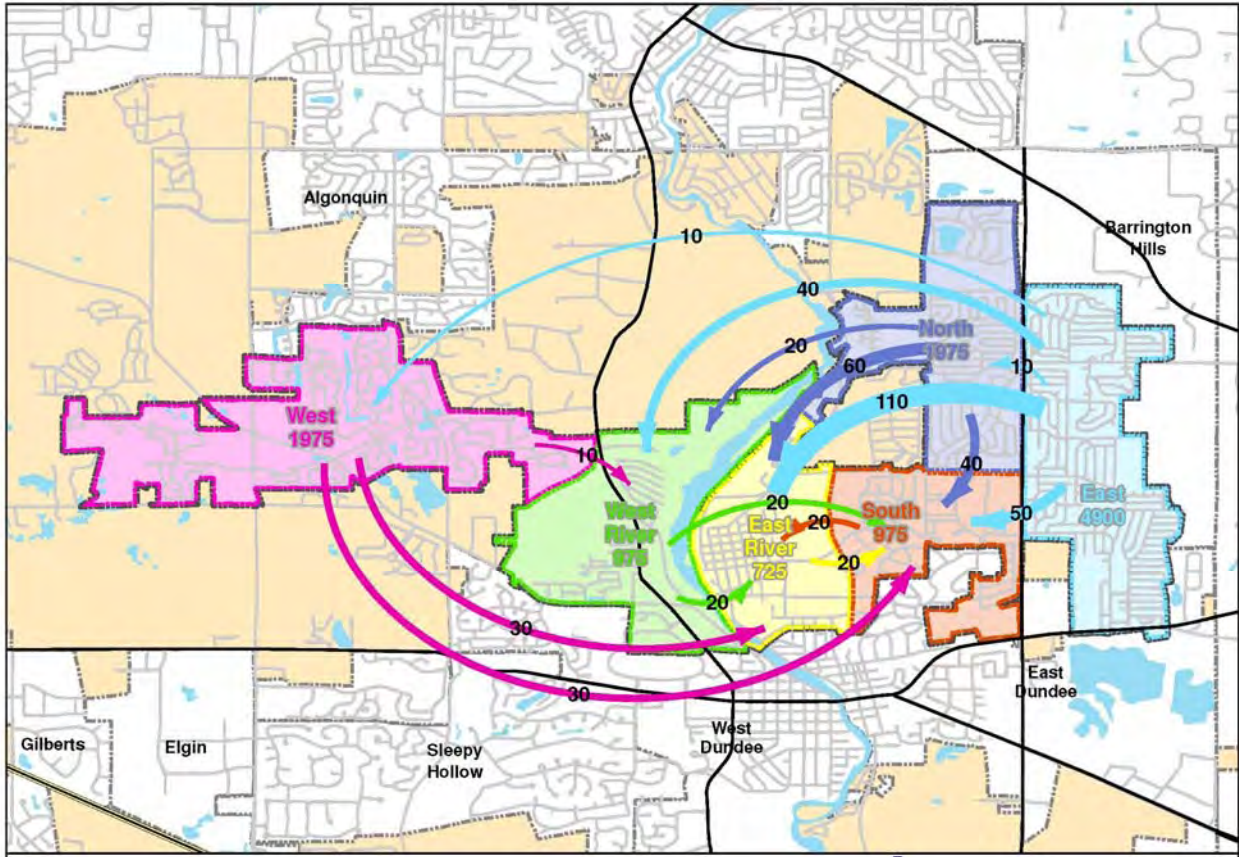 Algonquin
10
Barrington
Hills
40
North
1975
20
60
10
110
West
1975
10
40
East
4900
20
50
West
River
975
East
River
725
20
South
975
20
20
30
30
East
Dundee
West
Dundee
Gilberts
Elgin
Sleepy
Hollow